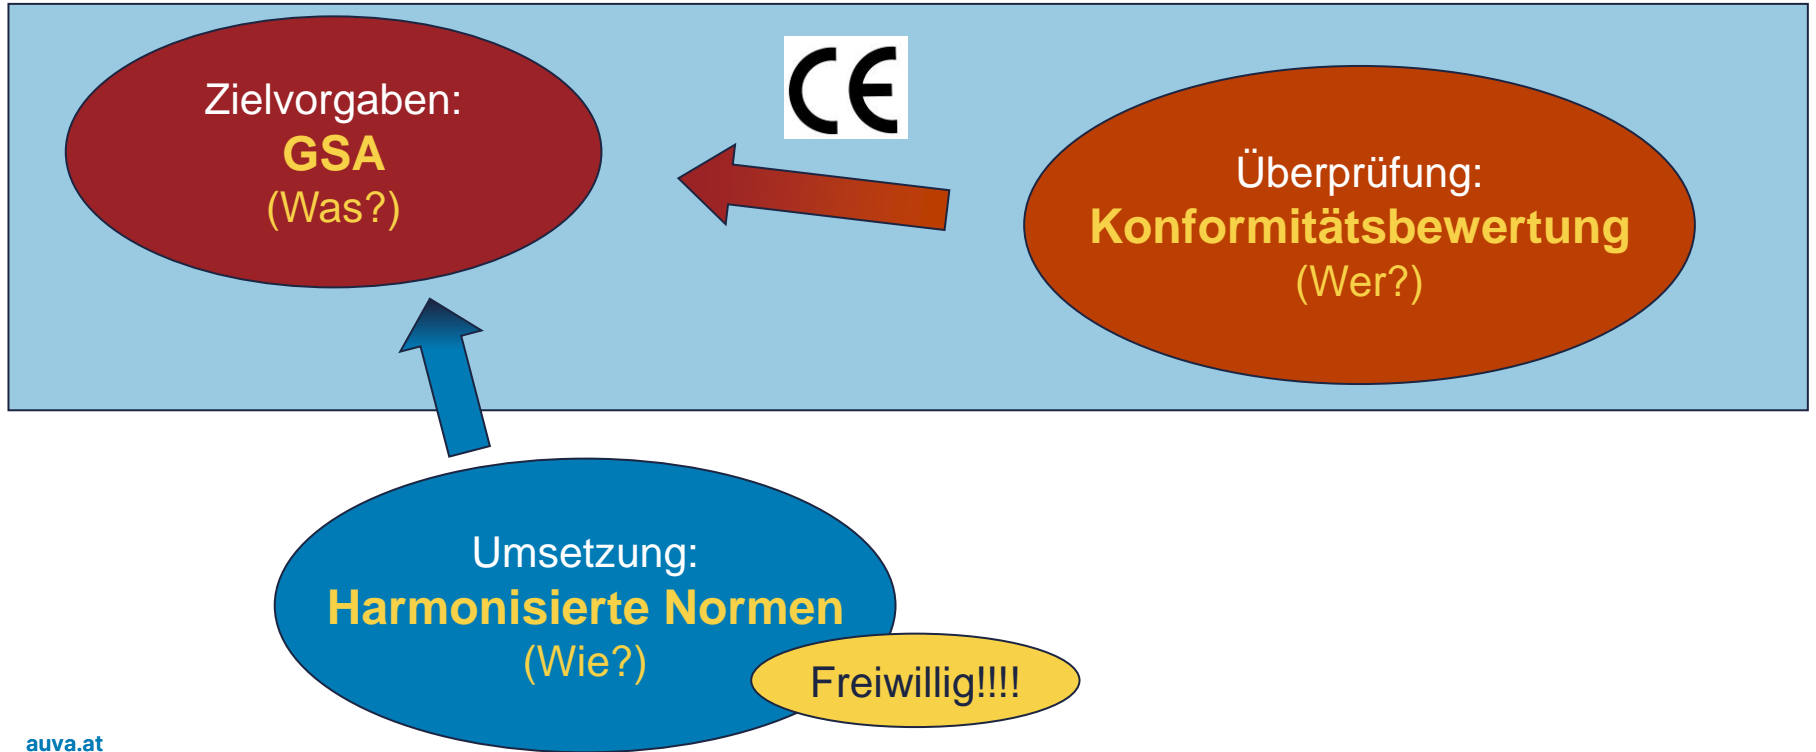 Zielvorgaben:
GSA
(Was?)
CE
Überprüfung:
Konformitätsbewertung
(Wer?)
Umsetzung:
Harmonisierte Normen
(Wie?)
Freiwillig!!!!
auva.at